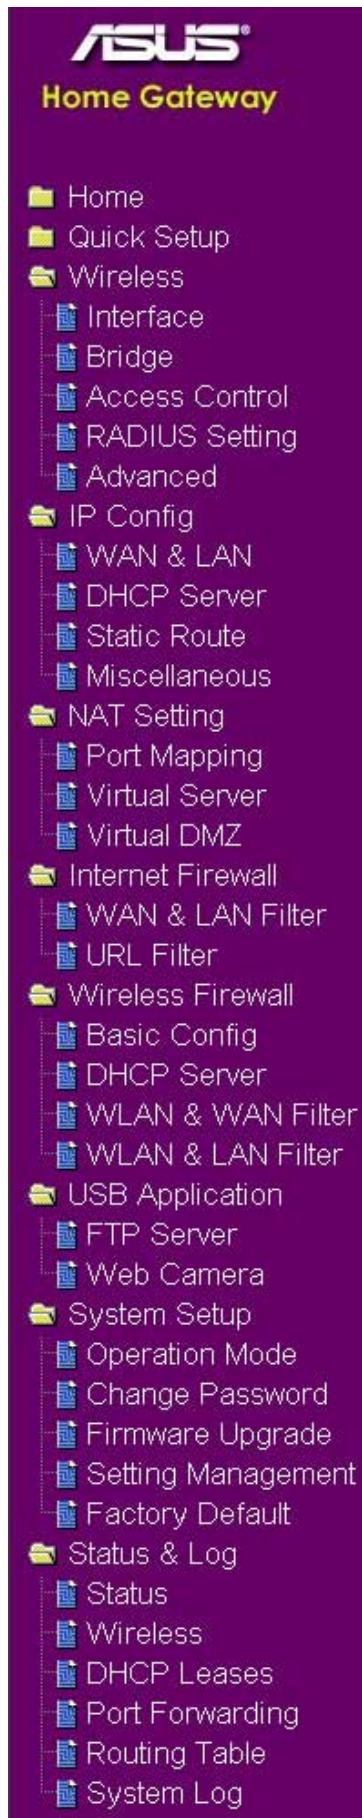 ASUS®
Home Gateway
Home
Quick Setup
Wireless
Interface
Bridge
Access Control
RADIUS Setting
Advanced
IP Config
WAN & LAN
DHCP Server
Static Route
Miscellaneous
NAT Setting
Port Mapping
Virtual Server
Virtual DMZ
Internet Firewall
WAN & LAN Filter
URL Filter
Wireless Firewall
Basic Config
DHCP Server
WLAN & WAN Filter
WLAN & LAN Filter
USB Application
FTP Server
Web Camera
System Setup
Operation Mode
Change Password
Firmware Upgrade
Setting Management
Factory Default
Status & Log
Status
Wireless
DHCP Leases
Port Forwarding
Routing Table
System Log